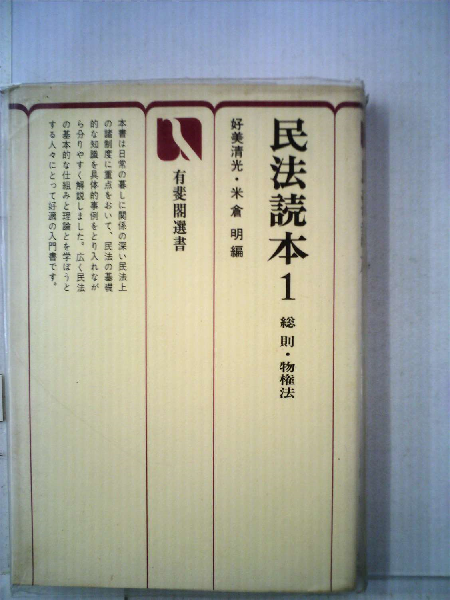 民法読本1 総則・物権法
好美清光・米倉 明編
有斐閣選書
本書は日常の暮しに関係の深い民法上
の諸制度に重点をおいて、民法の基礎
的な知識を具体的事例をとり入れなが
ら分りやすく解説しました。広く民法
の基本的な仕組みと理論とを学ぼうと
する人々にとって好適の入門書です。